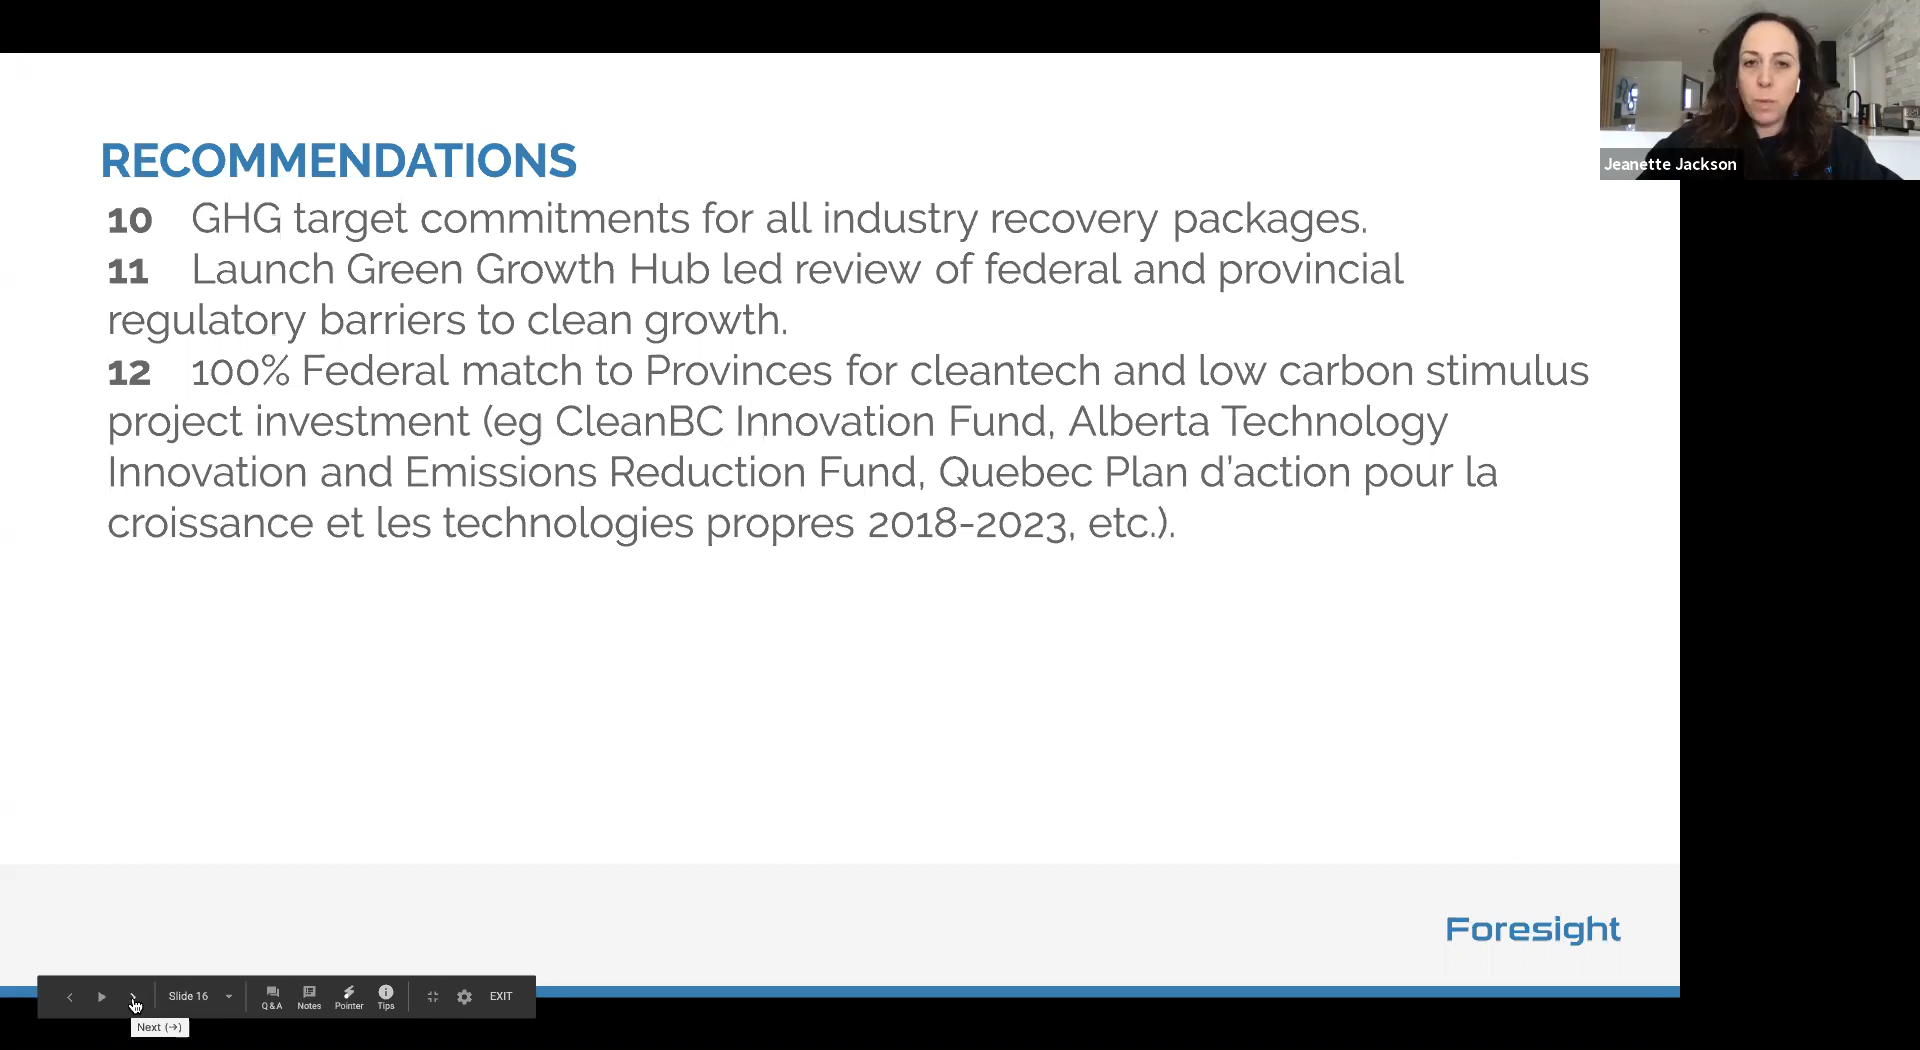 Jeanette Jackson
RECOMMENDATIONS
10 GHG target commitments for all industry recovery packages.
11 Launch Green Growth Hub led review of federal and provincial
regulatory barriers to clean growth.
12 100% Federal match to Provinces for cleantech and low carbon stimulus
project investment (eg CleanBC Innovation Fund, Alberta Technology
Innovation and Emissions Reduction Fund, Quebec Plan d’action pour la
croissance et les technologies propres 2018-2023, etc.).
Foresight
Slide 16
Q&A
Notes
Pointer
Tips
EXIT
Next (→)